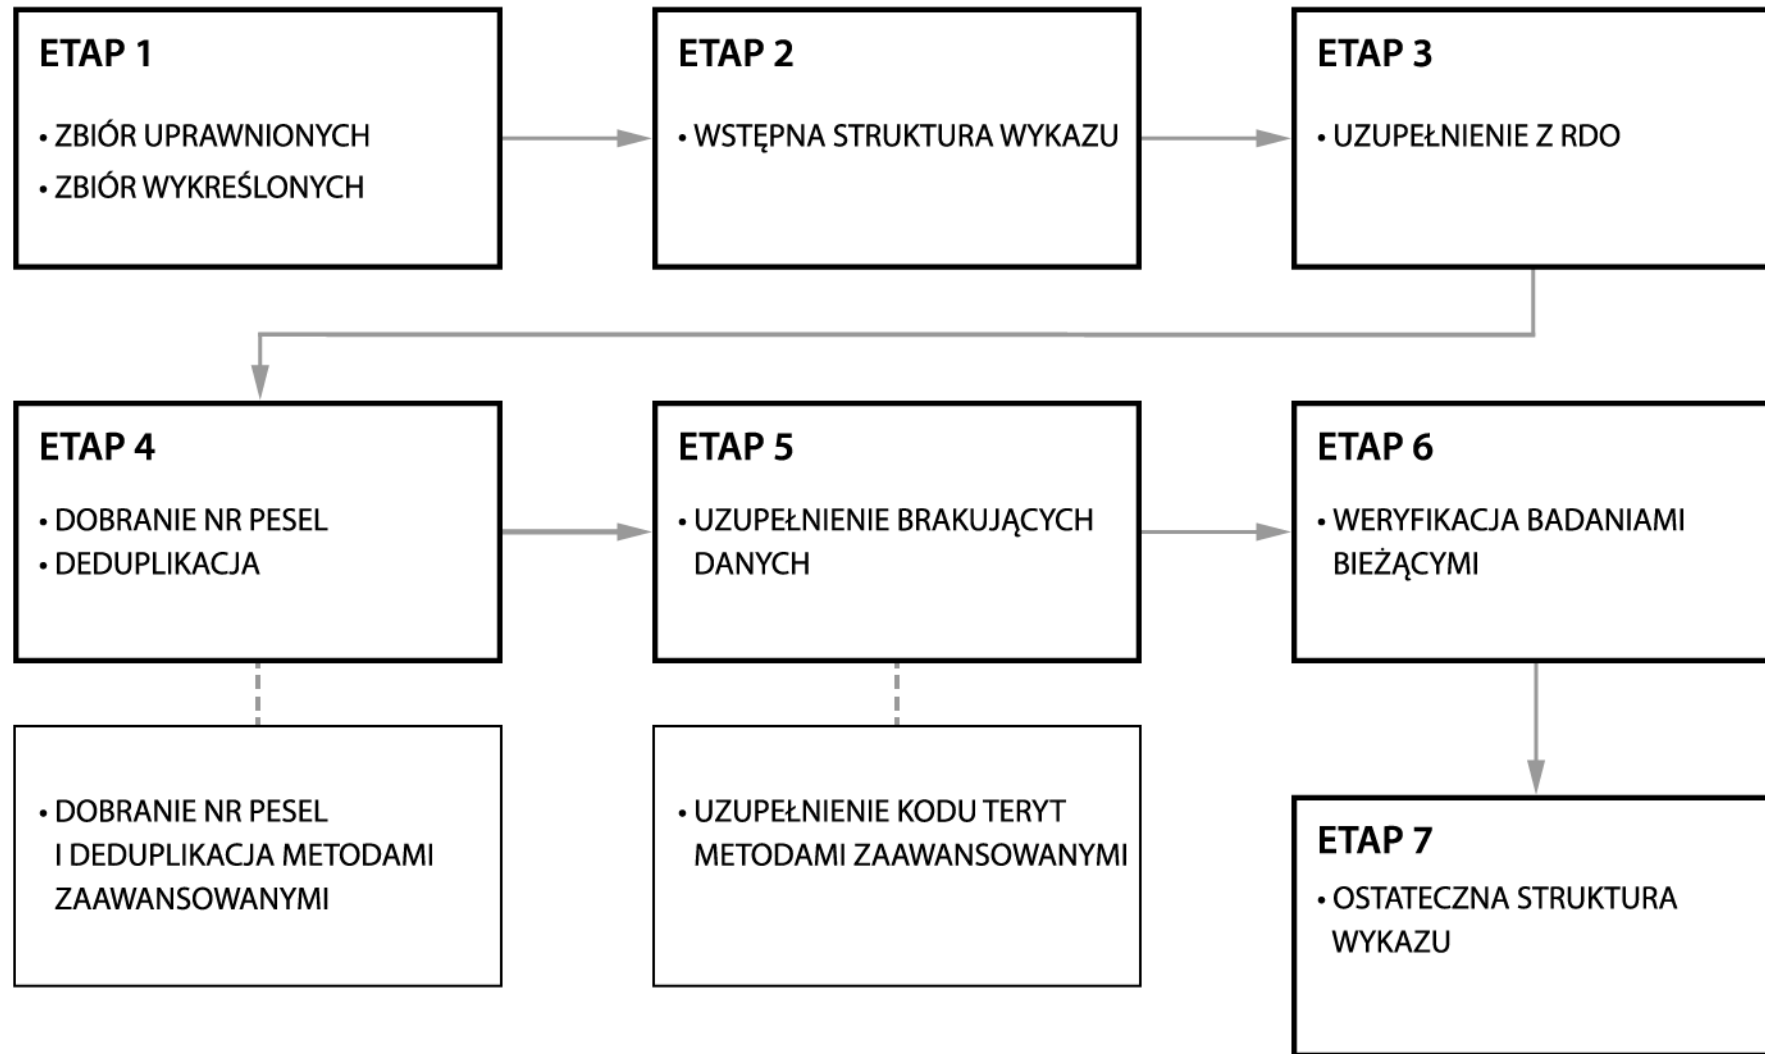 ETAP 1
• ZBIÓR UPRAWNIONYCH
• ZBIÓR WYKREŚLONYCH
ETAP 2
• WSTĘPNA STRUKTURA WYKAZU
ETAP 3
• UZUPEŁNIENIE Z RDO
ETAP 4
• DOBRANIE NR PESEL
• DEDUPLIKACJA
ETAP 5
• UZUPEŁNIENIE BRAKUJĄCYCH
DANYCH
ETAP 6
• WERYFIKACJA BADANIAMI
BIEŻĄCYMI
• DOBRANIE NR PESEL
I DEDUPLIKACJA METODAMI
ZAAWANSOWANYMI
• UZUPEŁNIENIE KODU TERYT
METODAMI ZAAWANSOWANYMI
ETAP 7
• OSTATECZNA STRUKTURA
WYKAZU